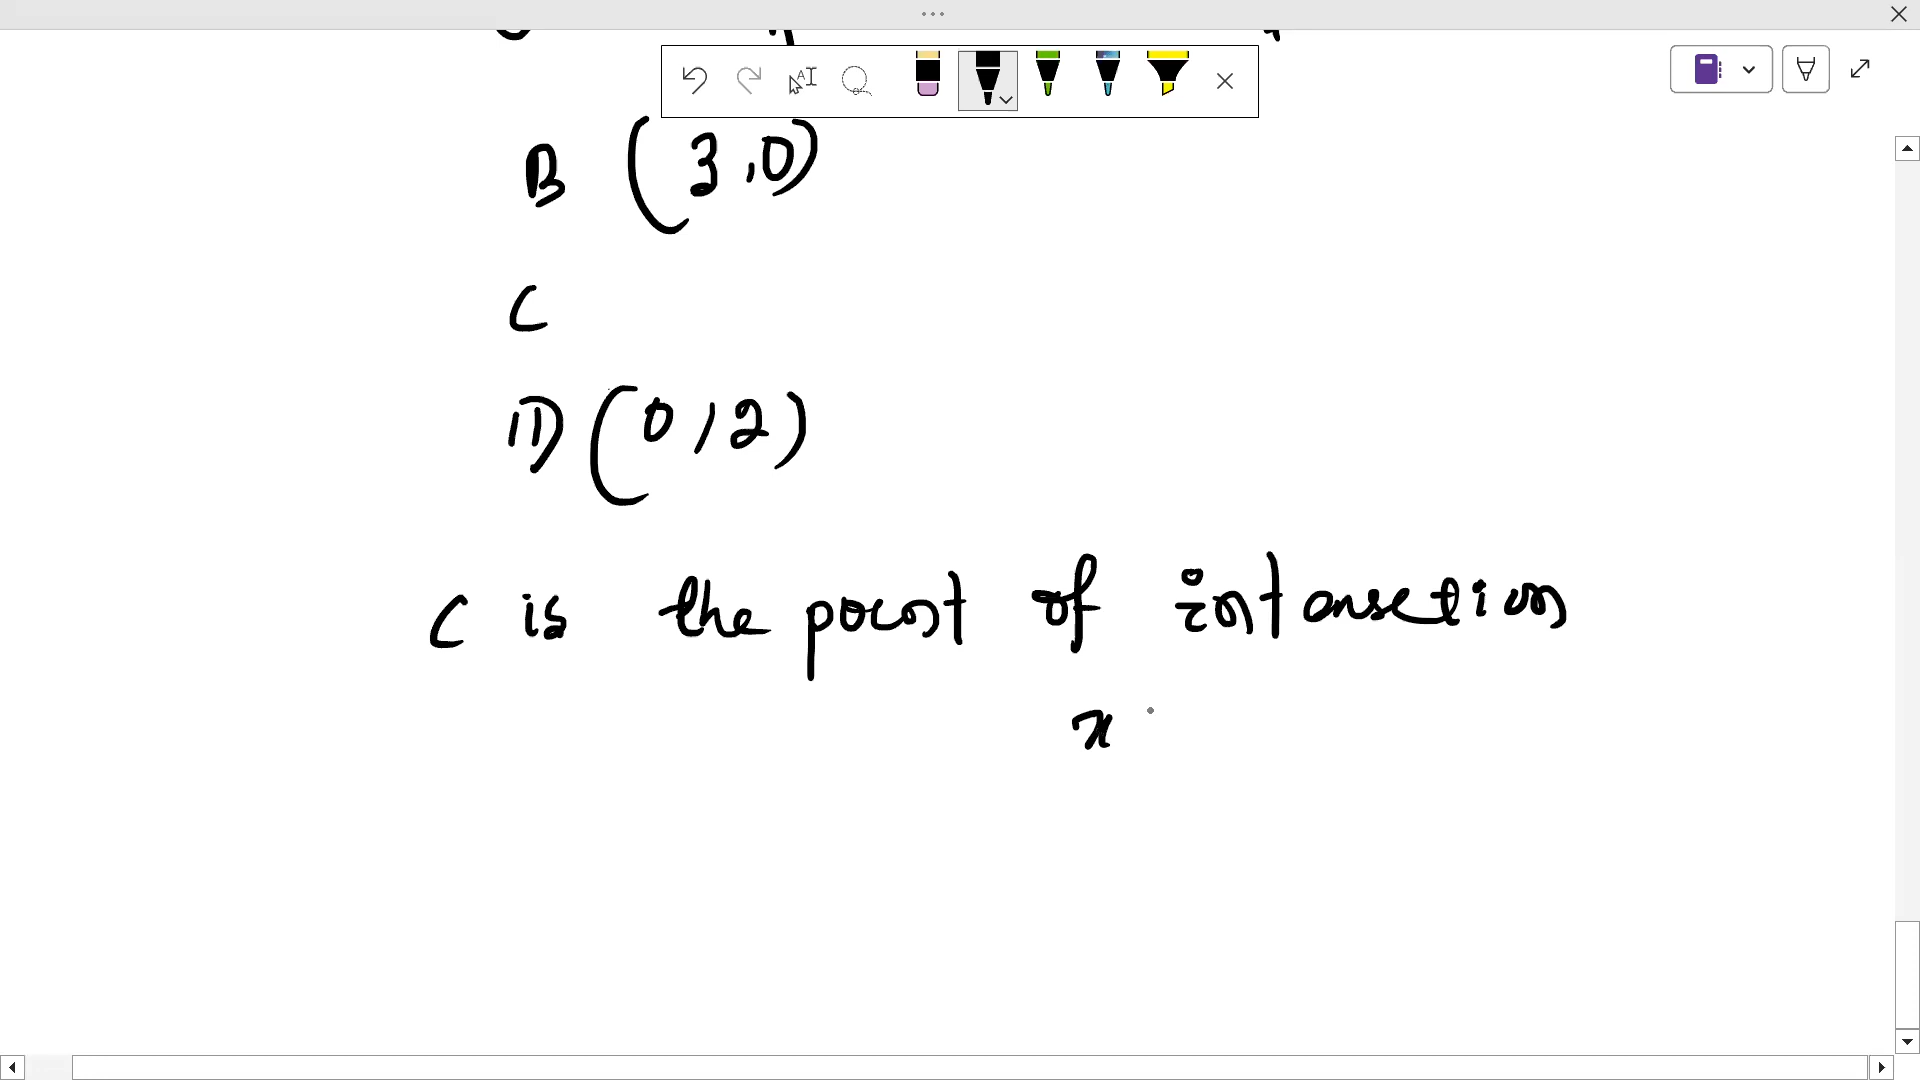 B (3,0)
C
D (0,2)
C is the point of intersection
x